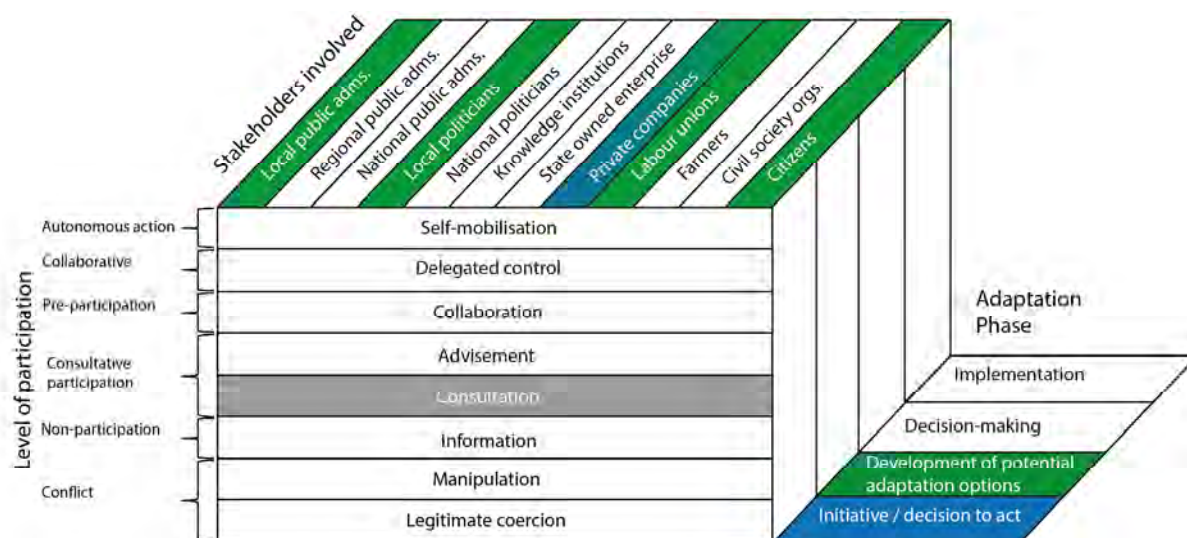 Stakeholders involved
Local public adms.
Regional public adms.
National public adms.
Local politicians
National politicians
Knowledge institutions
State owned enterprise
Private companies
Labour unions
Farmers
Civil society orgs.
Citizens
Level of participation
Autonomous action
Self-mobilisation
Collaborative
Delegated control
Pre-participation
Collaboration
Consultative
participation
Advisement
Consultation
Non-participation
Information
Conflict
Manipulation
Legitimate coercion
Adaptation
Phase
Implementation
Decision-making
Development of potential
adaptation options
Initiative / decision to act